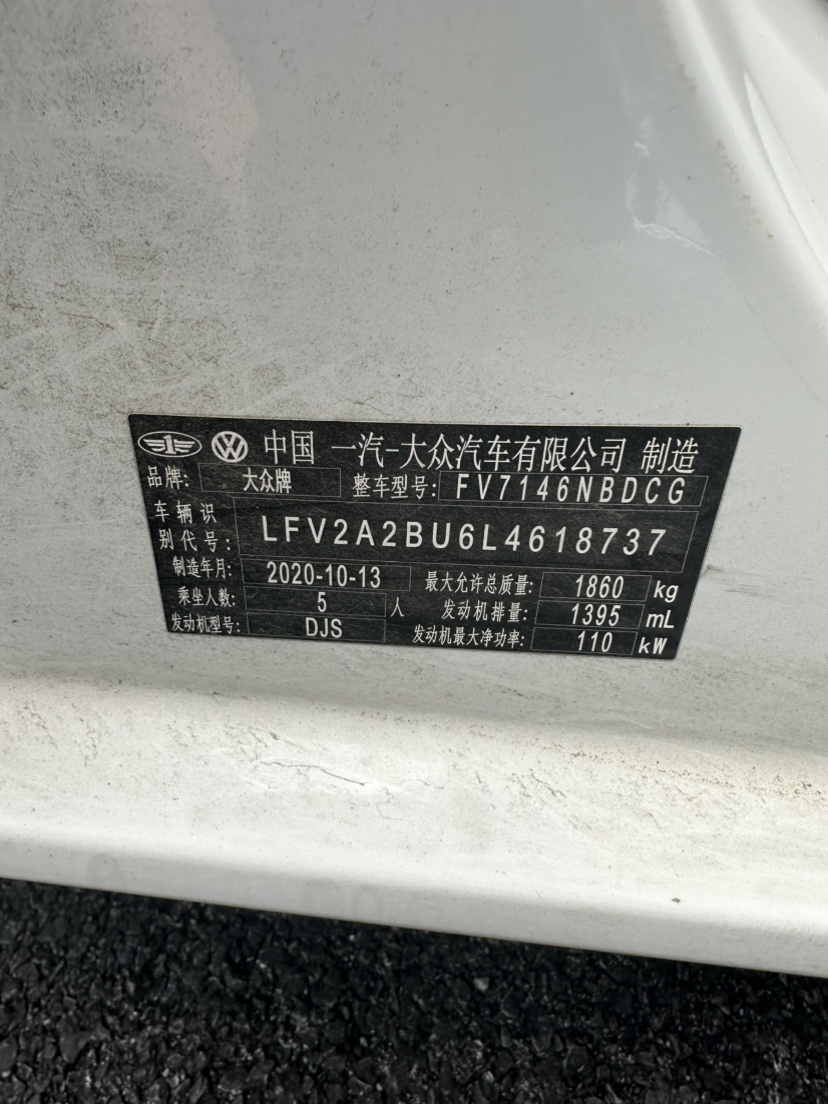 中国 一汽-大众汽车有限公司 制造
品牌: 大众牌 整车型号: FV7146NBDCG
车辆识
别代号: LFV2A2BU6L4618737
制造年月: 2020-10-13 最大允许总质量: 1860 kg
乘坐人数: 5 人 发动机排量: 1395 mL
发动机型号: DJS 发动机最大净功率: 110 kW